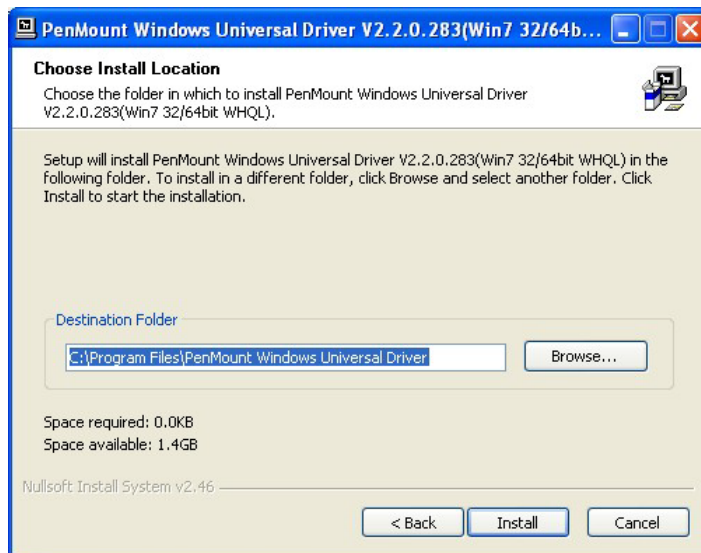 PenMount Windows Universal Driver V2.2.0.283(Win7 32/64b...
Choose Install Location
Choose the folder in which to install PenMount Windows Universal Driver
V2.2.0.283(Win7 32/64bit WHQL).
Setup will install PenMount Windows Universal Driver V2.2.0.283(Win7 32/64bit WHQL) in the
following folder. To install in a different folder, click Browse and select another folder. Click
Install to start the installation.
Destination Folder
C:\Program Files\PenMount Windows Universal Driver
Browse...
Space required: 0.0KB
Space available: 1.4GB
Nullsoft Install System v2.46
< Back Install Cancel